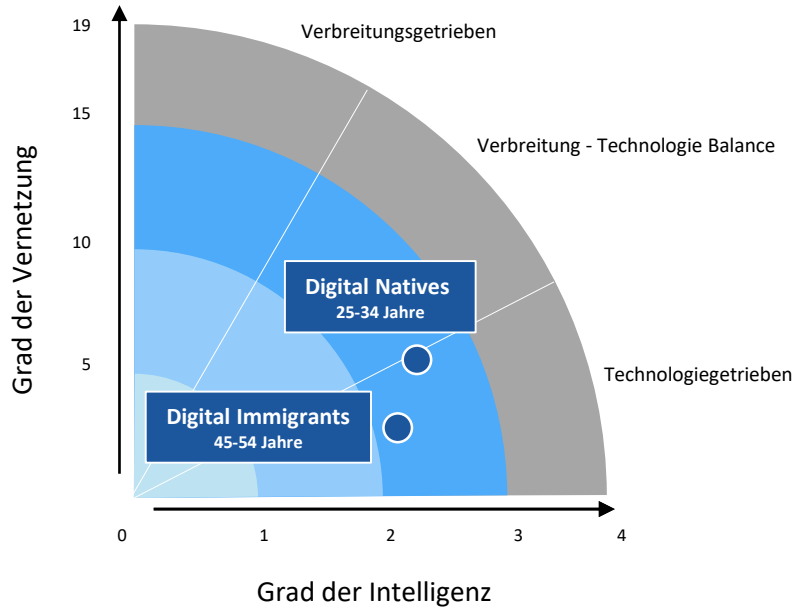 19
Verbreitungsgetrieben
15
Verbreitung - Technologie Balance
Grad der Vernetzung
10
Digital Natives
25-34 Jahre
5
Technologiegetrieben
Digital Immigrants
45-54 Jahre
0
1
2
3
4
Grad der Intelligenz